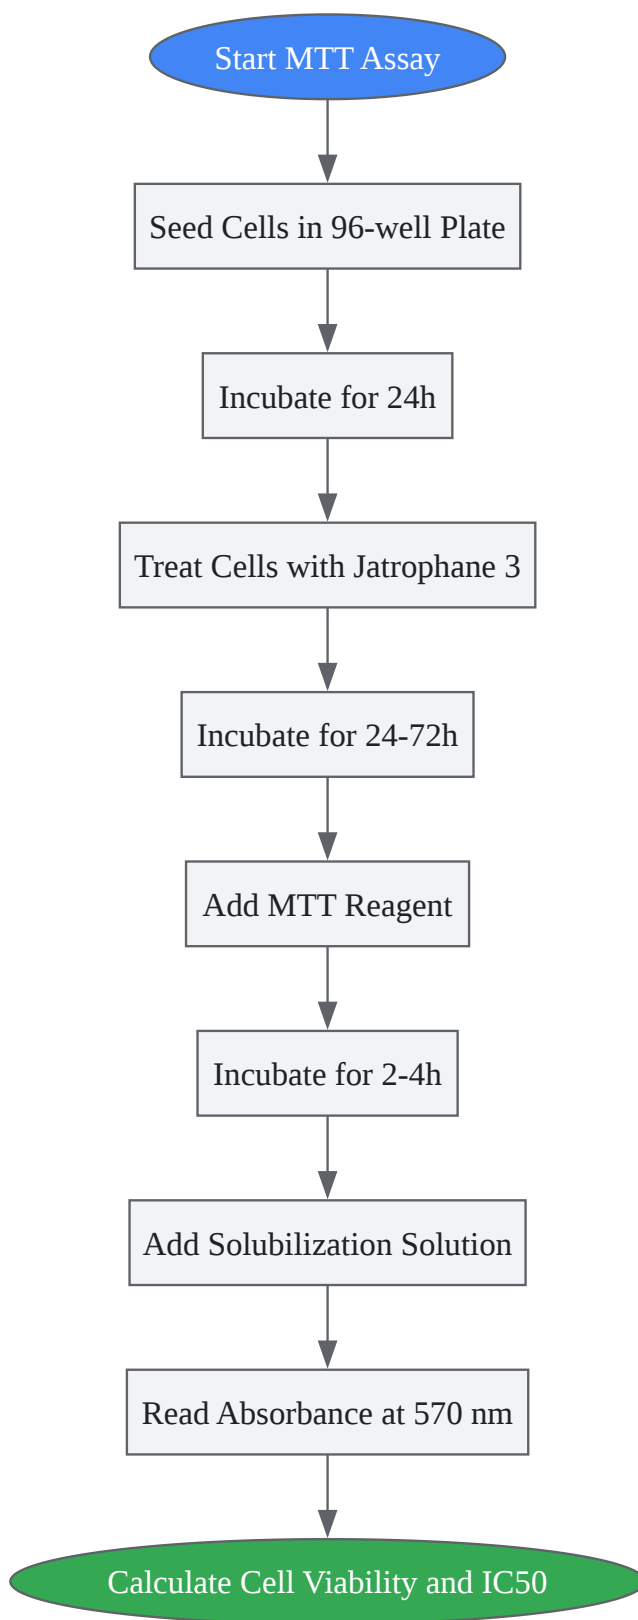 Start MTT Assay
Seed Cells in 96-well Plate
Incubate for 24h
Treat Cells with Jatrophane 3
Incubate for 24-72h
Add MTT Reagent
Incubate for 2-4h
Add Solubilization Solution
Read Absorbance at 570 nm
Calculate Cell Viability and IC50